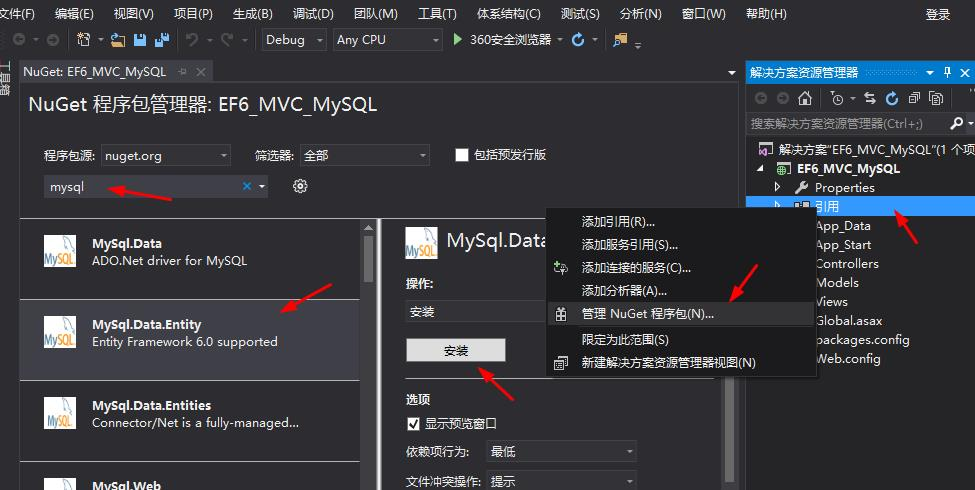 文件(F) 编辑(E) 视图(V) 项目(P) 生成(B) 调试(D) 团队(M) 工具(T) 体系结构(C) 测试(S) 分析(N) 窗口(W) 帮助(H) 登录
Debug Any CPU 360安全浏览器
工具箱
NuGet: EF6_MVC_MySQL
NuGet 程序包管理器: EF6_MVC_MySQL
程序包源: nuget.org 筛选器: 全部 包括预发行版
mysql
MySQL
MySql.Data
ADO.Net driver for MySQL
MySQL
MySql.Data.Entity
Entity Framework 6.0 supported
MySQL
MySql.Data.Entities
Connector/Net is a fully-managed...
MySql.Web
MySQL
MySql.Data
操作:
安装
安装
选项
显示预览窗口
依赖项行为: 最低
文件冲突操作: 提示
添加引用(R)...
添加服务引用(S)...
添加连接的服务(C)...
添加分析器(A)...
管理 NuGet 程序包(N)...
限定为此范围(S)
新建解决方案资源管理器视图(N)
解决方案资源管理器
搜索解决方案资源管理器(Ctrl+;)
解决方案"EF6_MVC_MySQL"(1 个项
EF6_MVC_MySQL
Properties
引用
App_Data
App_Start
Controllers
Models
Views
Global.asax
packages.config
Web.config